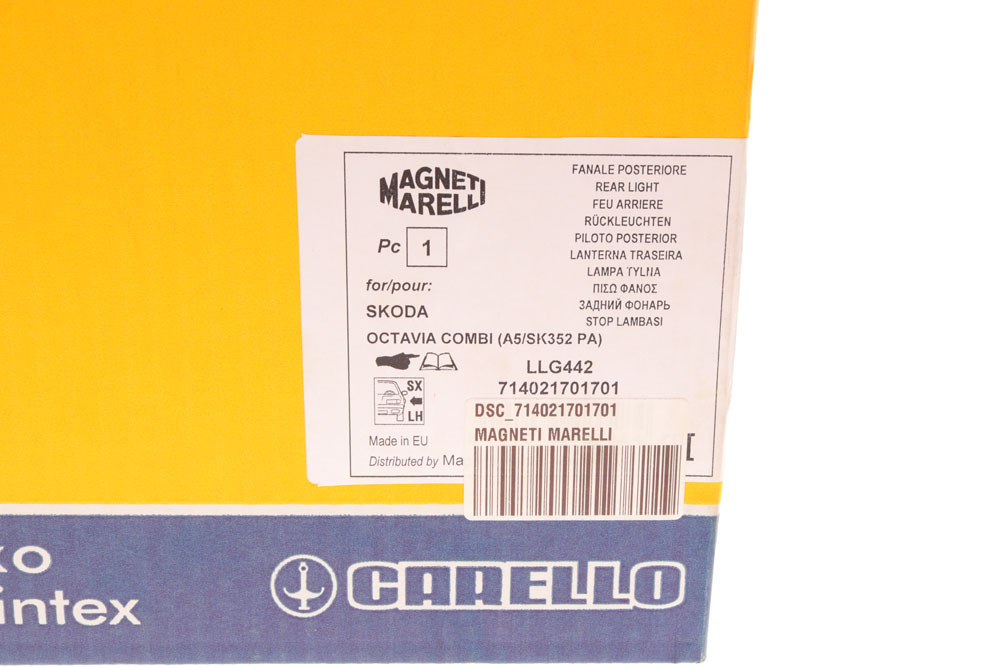 MAGNETI
MARELLI
Pc 1
for/pour:
SKODA
OCTAVIA COMBI (A5/SK352 PA)
FANALE POSTERIORE
REAR LIGHT
FEU ARRIERE
RÜCKLEUCHTEN
PILOTO POSTERIOR
LANTERNA TRASEIRA
LAMPA TYLNA
ΠΙΣΩ ΦΑΝΟΣ
ЗАДНИЙ ФОНАРЬ
STOP LAMBASI
LLG442
714021701701
SX
LH
Made in EU
Distributed by Ma
DSC_714021701701
MAGNETI MARELLI
intex
CARELLO